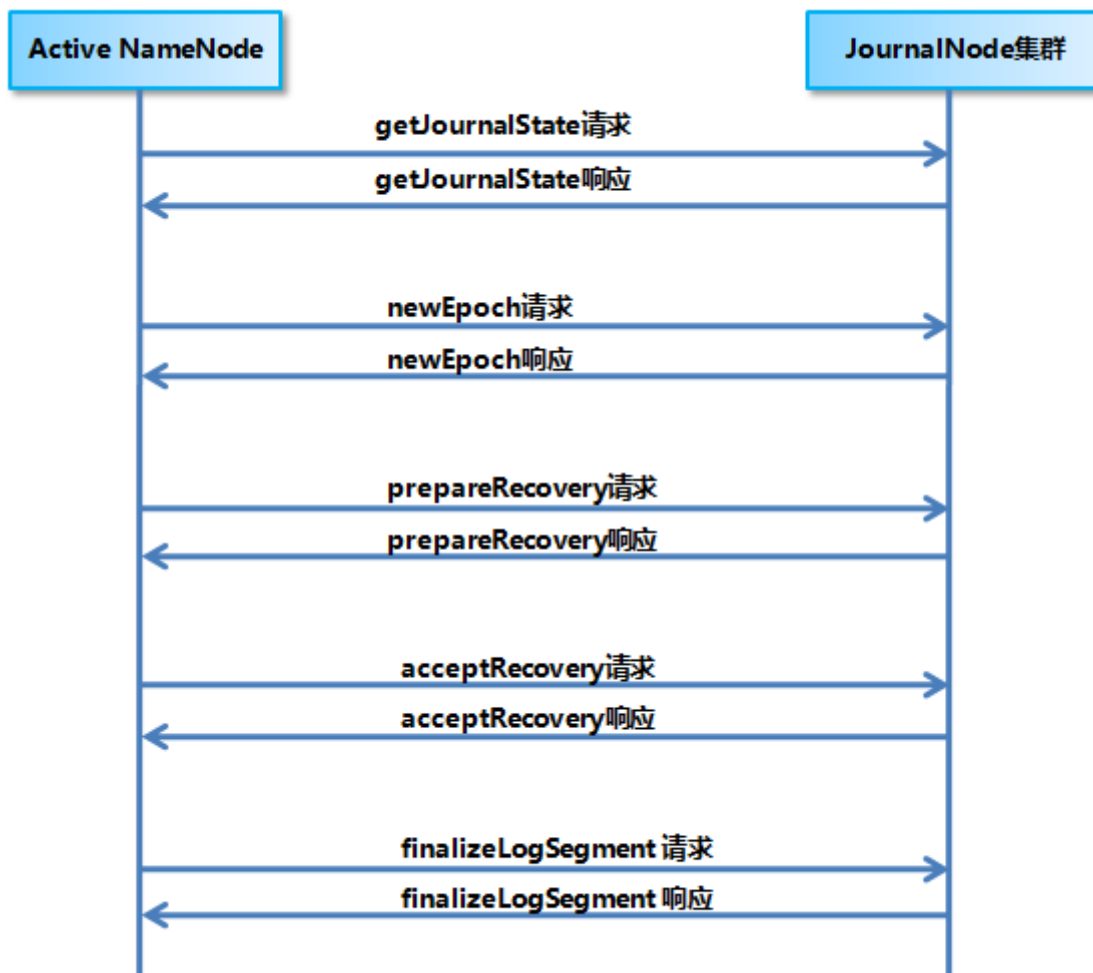 Active NameNode
JournalNode集群
getJournalState请求
getJournalState响应
newEpoch请求
newEpoch响应
prepareRecovery请求
prepareRecovery响应
acceptRecovery请求
acceptRecovery响应
finalizeLogSegment 请求
finalizeLogSegment 响应